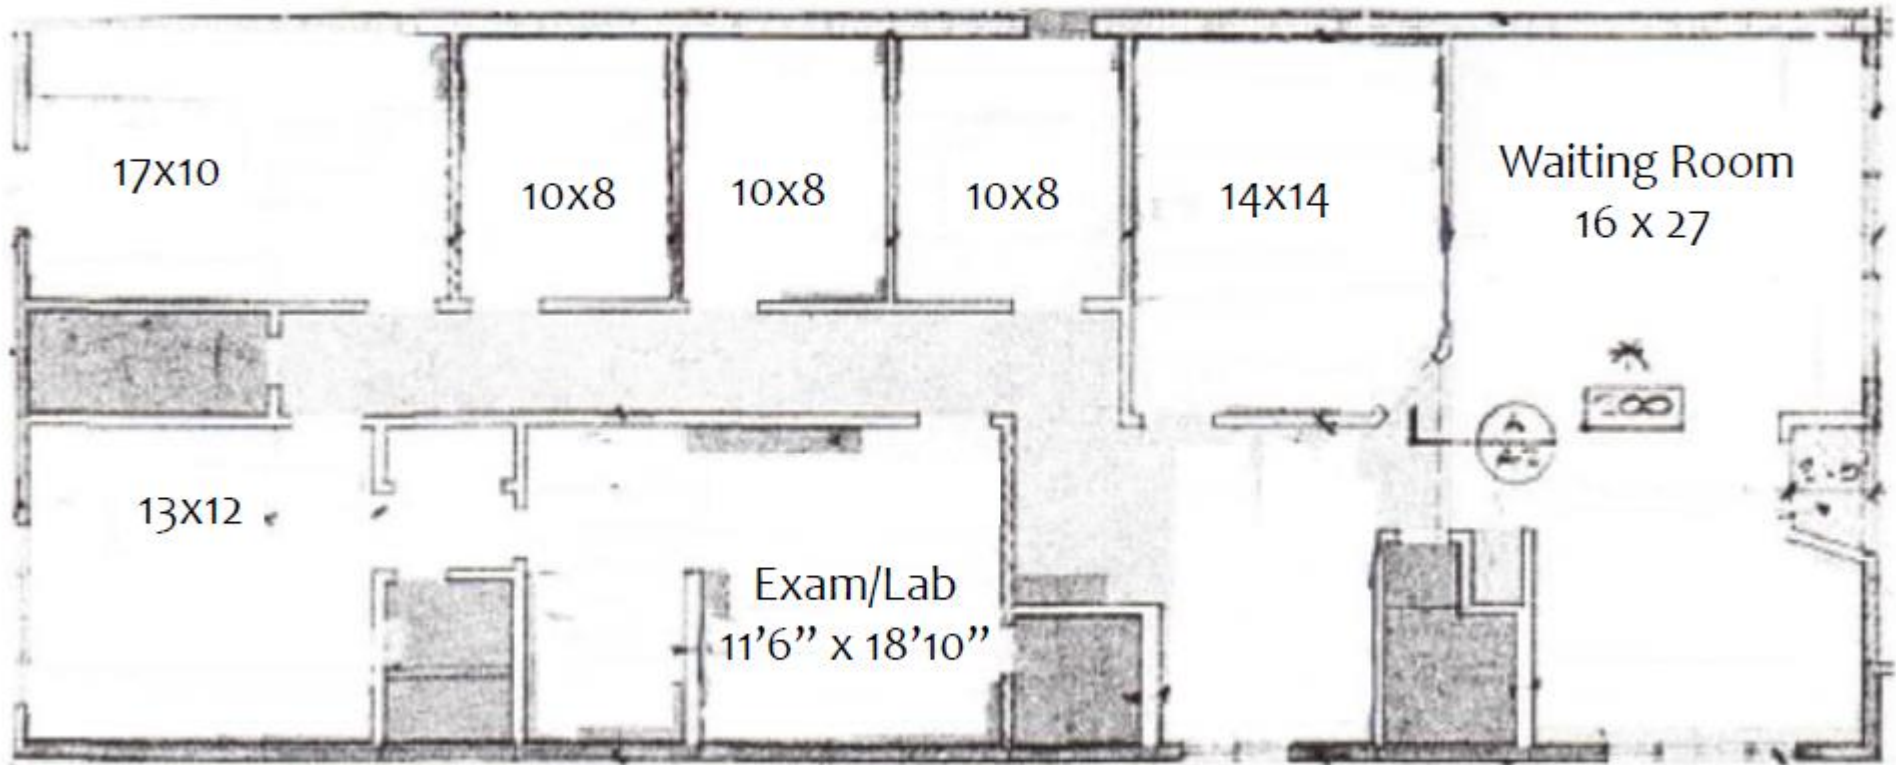 17x10
10x8
10x8
10x8
14x14
Waiting Room
16 x 27
13x12
Exam/Lab
11'6” x 18'10”